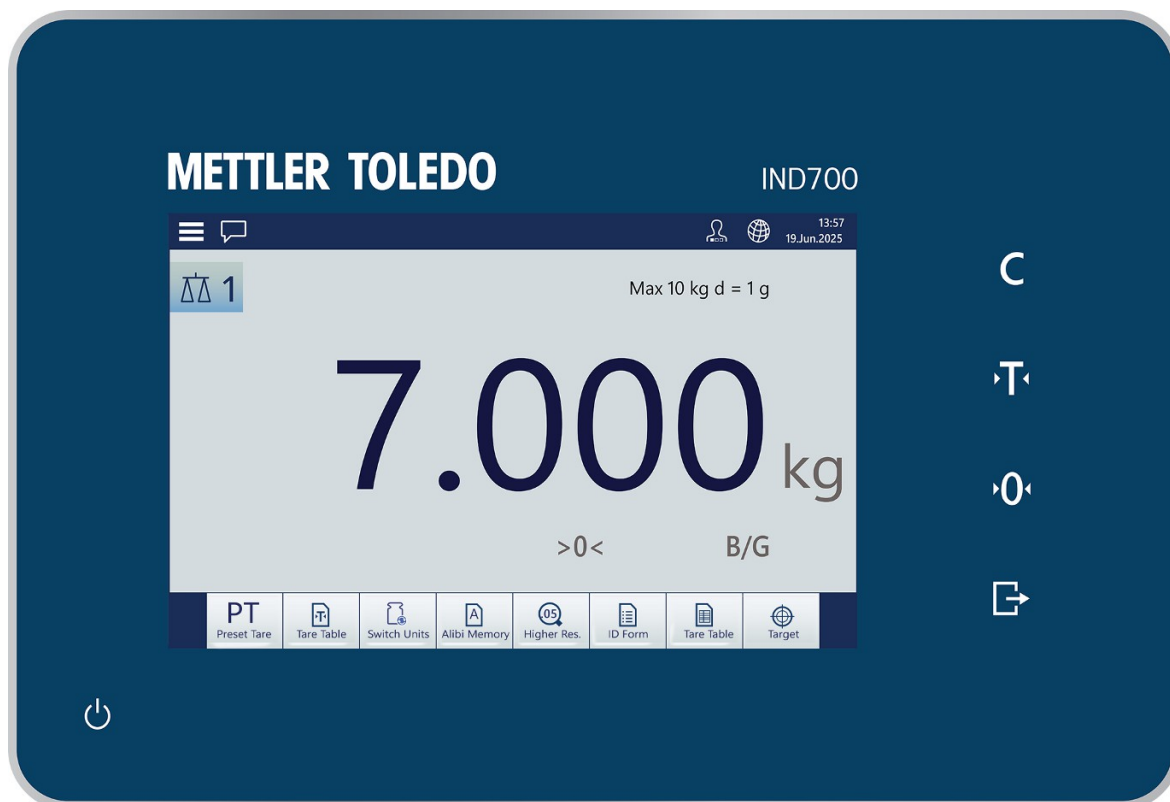 METTLER TOLEDO
IND700
13:57
19.Jun.2025
1
Max 10 kg d = 1 g
7.000 kg
>0< B/G
PT
Preset Tare
T
Tare Table
Switch Units
A
Alibi Memory
.05
Higher Res.
ID Form
Tare Table
Target
C
T
0